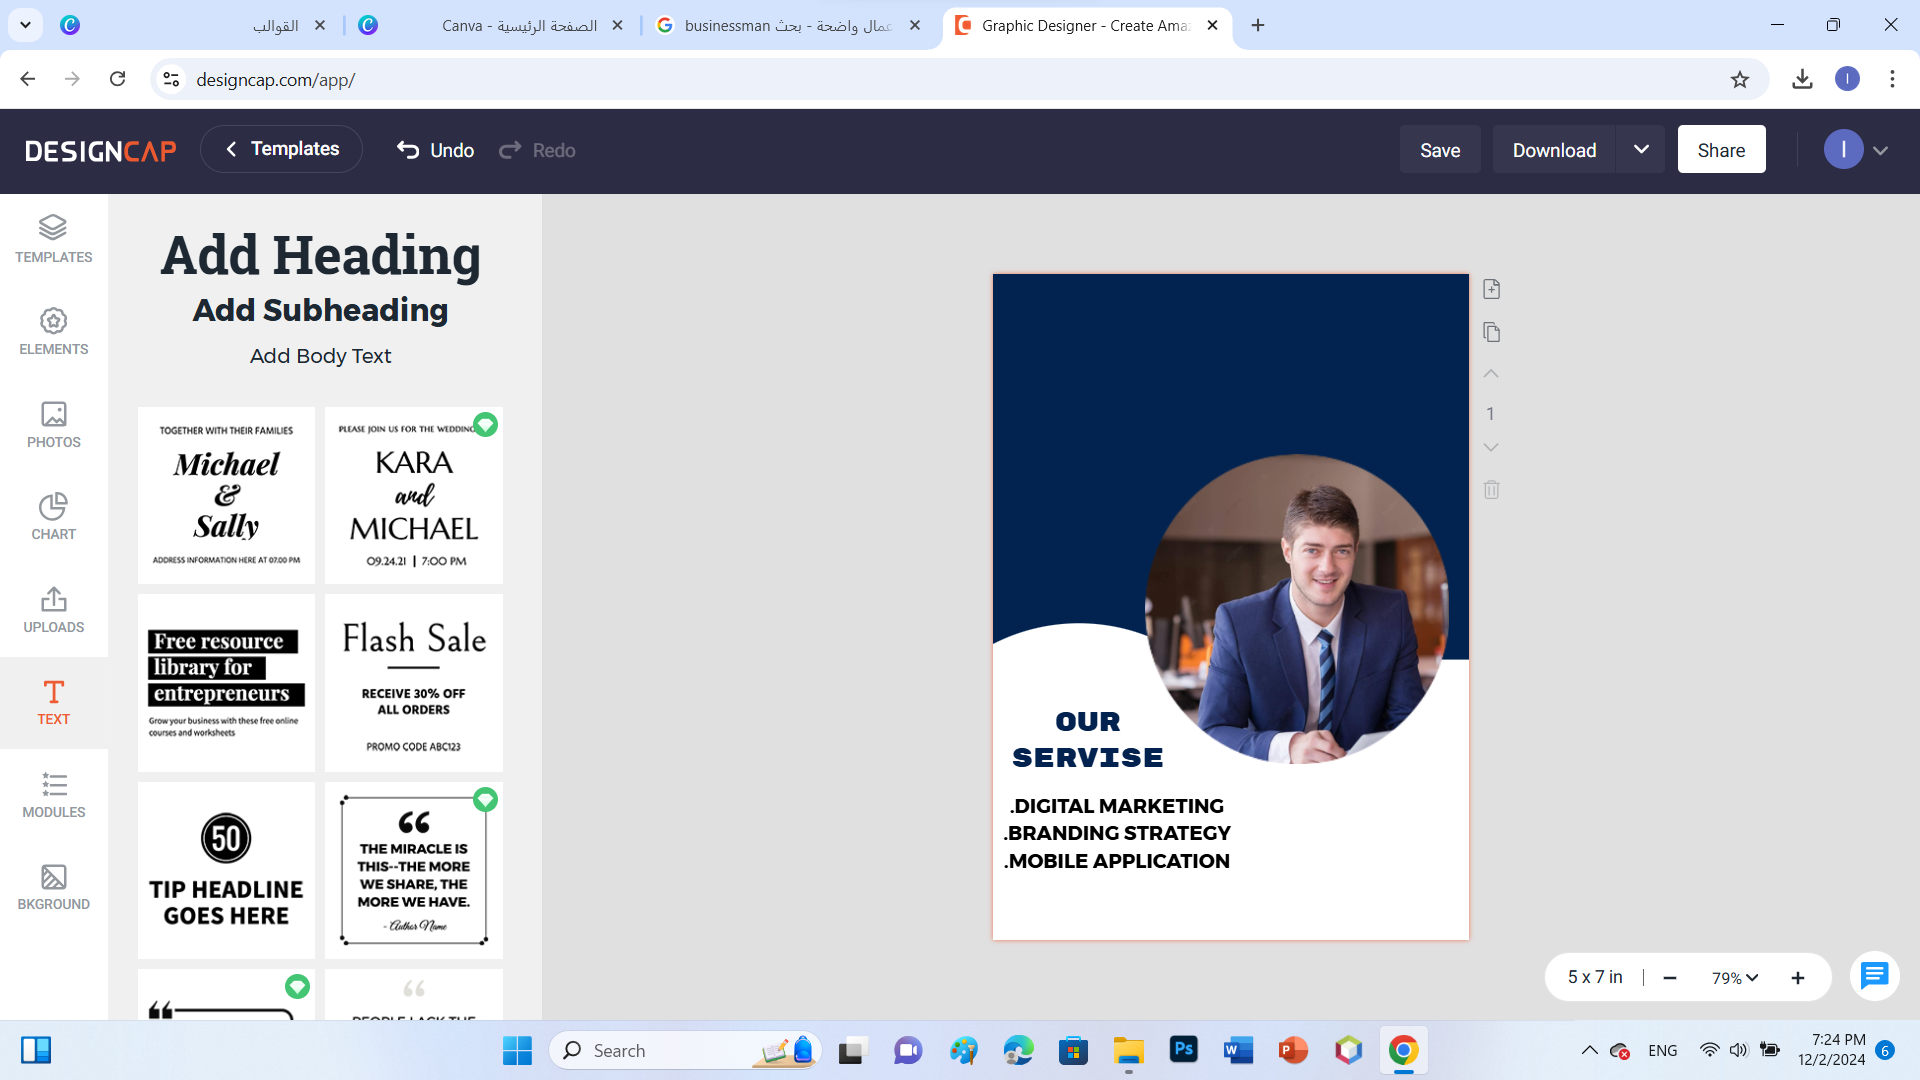 القوالب
Canva - الصفحة الرئيسية
businessman عمال واضحة - بحث
Graphic Designer - Create Ama
designcap.com/app/
I
DESIGNCAP
Templates
Undo
Redo
Save
Download
Share
I
TEMPLATES
ELEMENTS
PHOTOS
CHART
UPLOADS
TEXT
MODULES
BKGROUND
Add Heading
Add Subheading
Add Body Text
TOGETHER WITH THEIR FAMILIES
Michael
&
Sally
ADDRESS INFORMATION HERE AT 07:00 PM
PLEASE JOIN US FOR THE WEDDING
KARA
and
MICHAEL
09.24.21 | 7:00 PM
Free resource
library for
entrepreneurs
Grow your business with these free online
courses and worksheets
Flash Sale
RECEIVE 30% OFF
ALL ORDERS
PROMO CODE ABC123
50
TIP HEADLINE
GOES HERE
“
THE MIRACLE IS
THIS--THE MORE
WE SHARE, THE
MORE WE HAVE.
- Author Name
“
“
PEOPLE LACK THE
OUR
SERVISE
.DIGITAL MARKETING
.BRANDING STRATEGY
.MOBILE APPLICATION
1
5 x 7 in
79%
Search
Ps
W
P
ENG
7:24 PM
12/2/2024
6